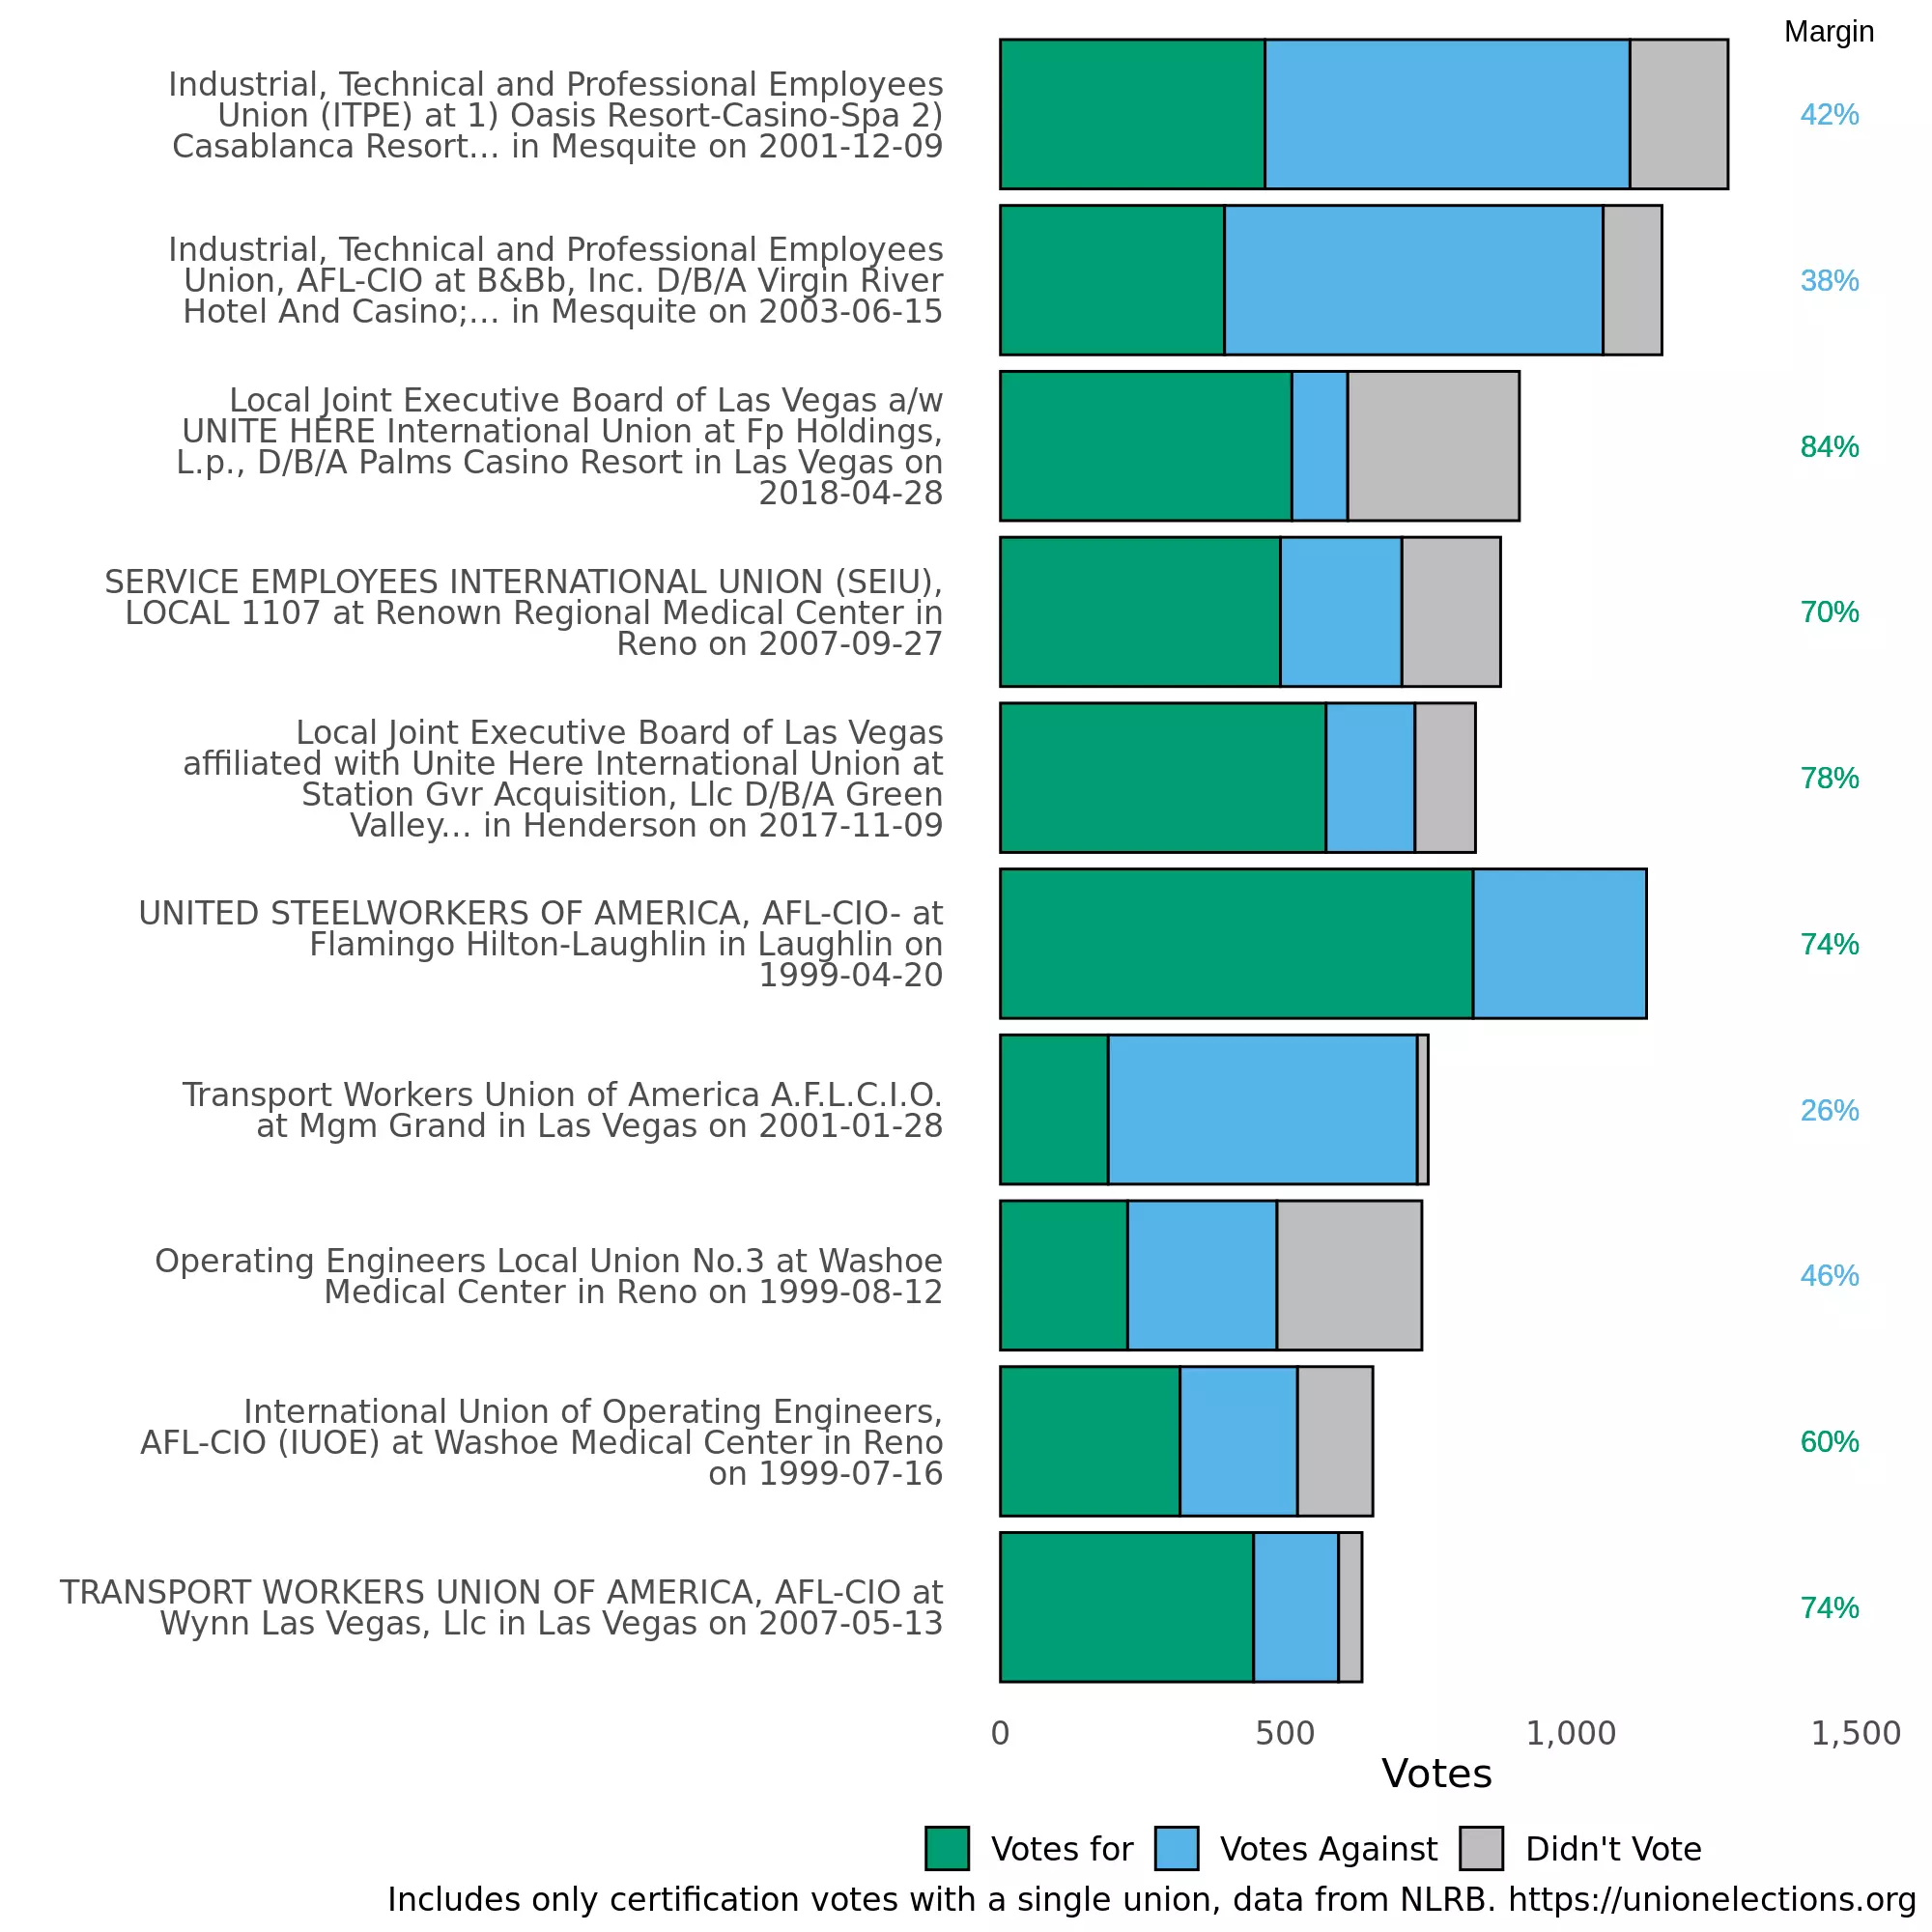 Margin
Industrial, Technical and Professional Employees
Union (ITPE) at 1) Oasis Resort-Casino-Spa 2)
Casablanca Resort... in Mesquite on 2001-12-09
42%
Industrial, Technical and Professional Employees
Union, AFL-CIO at B&Bb, Inc. D/B/A Virgin River
Hotel And Casino;... in Mesquite on 2003-06-15
38%
Local Joint Executive Board of Las Vegas a/w
UNITE HERE International Union at Fp Holdings,
L.p., D/B/A Palms Casino Resort in Las Vegas on
2018-04-28
84%
SERVICE EMPLOYEES INTERNATIONAL UNION (SEIU),
LOCAL 1107 at Renown Regional Medical Center in
Reno on 2007-09-27
70%
Local Joint Executive Board of Las Vegas
affiliated with Unite Here International Union at
Station Gvr Acquisition, Llc D/B/A Green
Valley... in Henderson on 2017-11-09
78%
UNITED STEELWORKERS OF AMERICA, AFL-CIO- at
Flamingo Hilton-Laughlin in Laughlin on
1999-04-20
74%
Transport Workers Union of America A.F.L.C.I.O.
at Mgm Grand in Las Vegas on 2001-01-28
26%
Operating Engineers Local Union No.3 at Washoe
Medical Center in Reno on 1999-08-12
46%
International Union of Operating Engineers,
AFL-CIO (IUOE) at Washoe Medical Center in Reno
on 1999-07-16
60%
TRANSPORT WORKERS UNION OF AMERICA, AFL-CIO at
Wynn Las Vegas, Llc in Las Vegas on 2007-05-13
74%
0 500 1,000 1,500
Votes
Votes for Votes Against Didn't Vote
Includes only certification votes with a single union, data from NLRB. https://unionelections.org